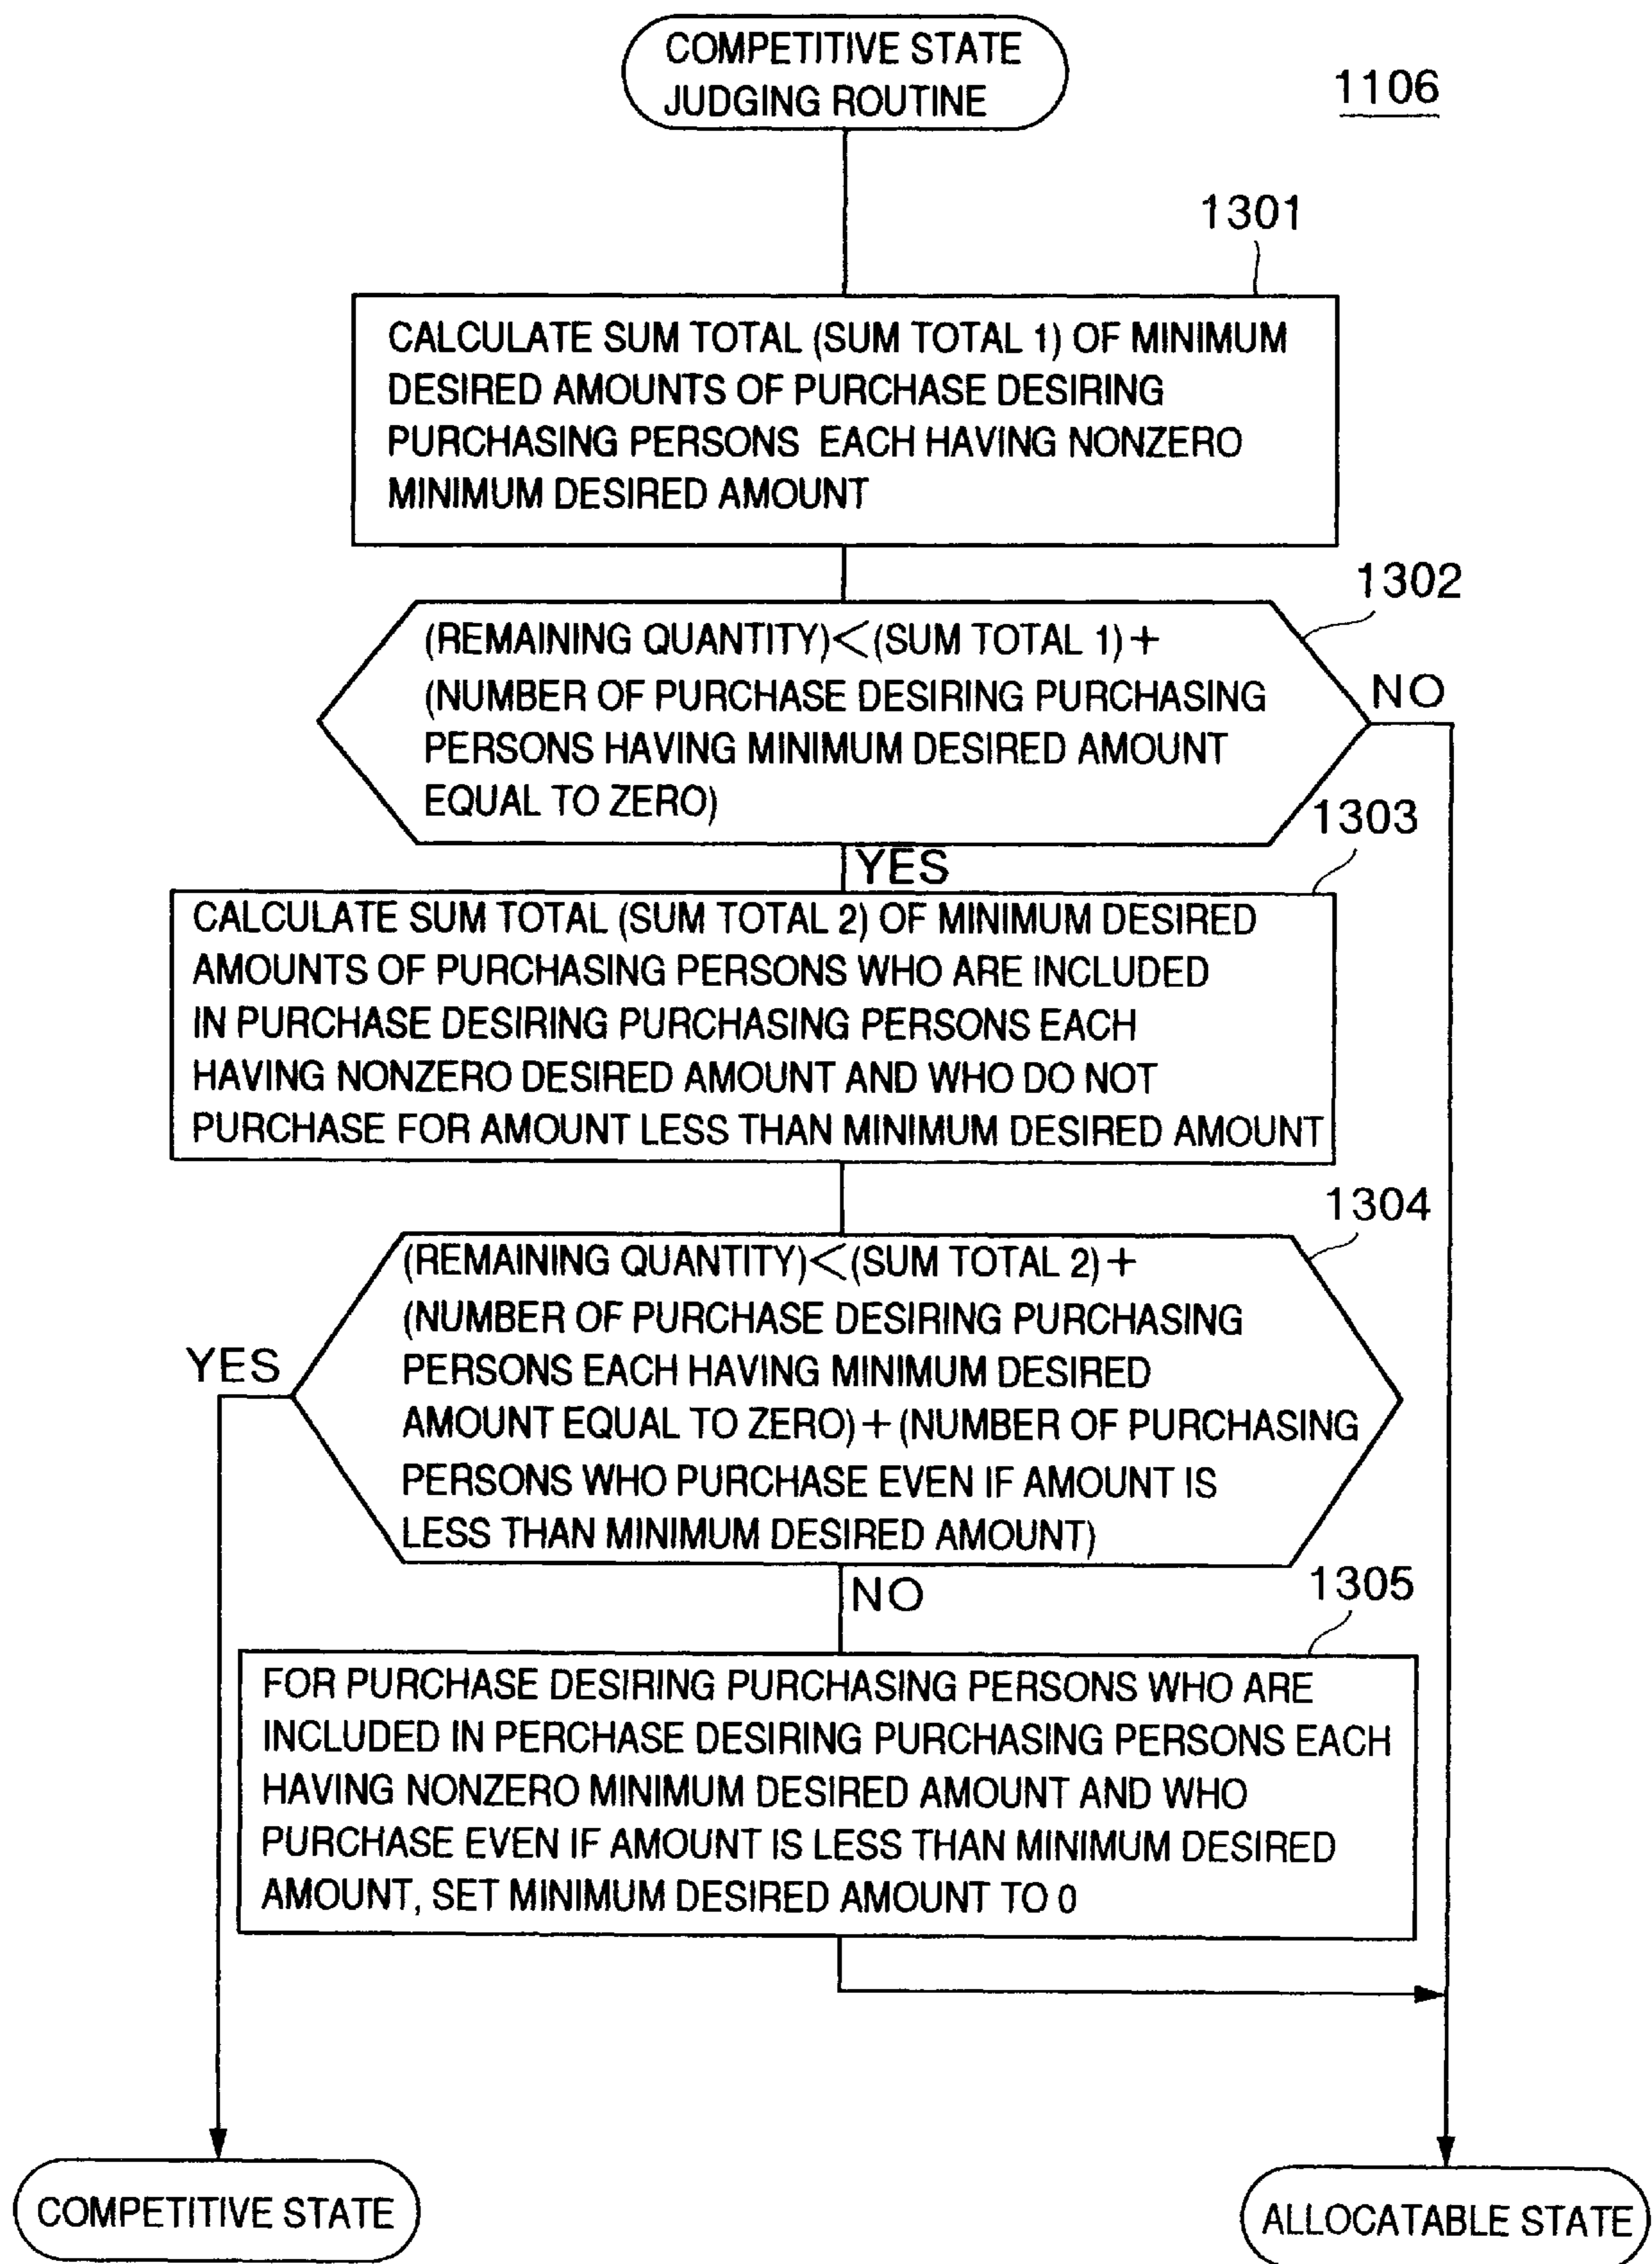 COMPETITIVE STATE
JUDGING ROUTINE
1106
1301
CALCULATE SUM TOTAL (SUM TOTAL 1) OF MINIMUM
DESIRED AMOUNTS OF PURCHASE DESIRING
PURCHASING PERSONS EACH HAVING NONZERO
MINIMUM DESIRED AMOUNT
1302
(REMAINING QUANTITY)<(SUM TOTAL 1)+
(NUMBER OF PURCHASE DESIRING PURCHASING
PERSONS HAVING MINIMUM DESIRED AMOUNT
EQUAL TO ZERO)
NO
YES
1303
CALCULATE SUM TOTAL (SUM TOTAL 2) OF MINIMUM DESIRED
AMOUNTS OF PURCHASING PERSONS WHO ARE INCLUDED
IN PURCHASE DESIRING PURCHASING PERSONS EACH
HAVING NONZERO DESIRED AMOUNT AND WHO DO NOT
PURCHASE FOR AMOUNT LESS THAN MINIMUM DESIRED AMOUNT
1304
(REMAINING QUANTITY)<(SUM TOTAL 2)+
(NUMBER OF PURCHASE DESIRING PURCHASING
PERSONS EACH HAVING MINIMUM DESIRED
AMOUNT EQUAL TO ZERO)+(NUMBER OF PURCHASING
PERSONS WHO PURCHASE EVEN IF AMOUNT IS
LESS THAN MINIMUM DESIRED AMOUNT)
YES
NO
1305
FOR PURCHASE DESIRING PURCHASING PERSONS WHO ARE
INCLUDED IN PERCHASE DESIRING PURCHASING PERSONS EACH
HAVING NONZERO MINIMUM DESIRED AMOUNT AND WHO
PURCHASE EVEN IF AMOUNT IS LESS THAN MINIMUM DESIRED
AMOUNT, SET MINIMUM DESIRED AMOUNT TO 0
COMPETITIVE STATE
ALLOCATABLE STATE